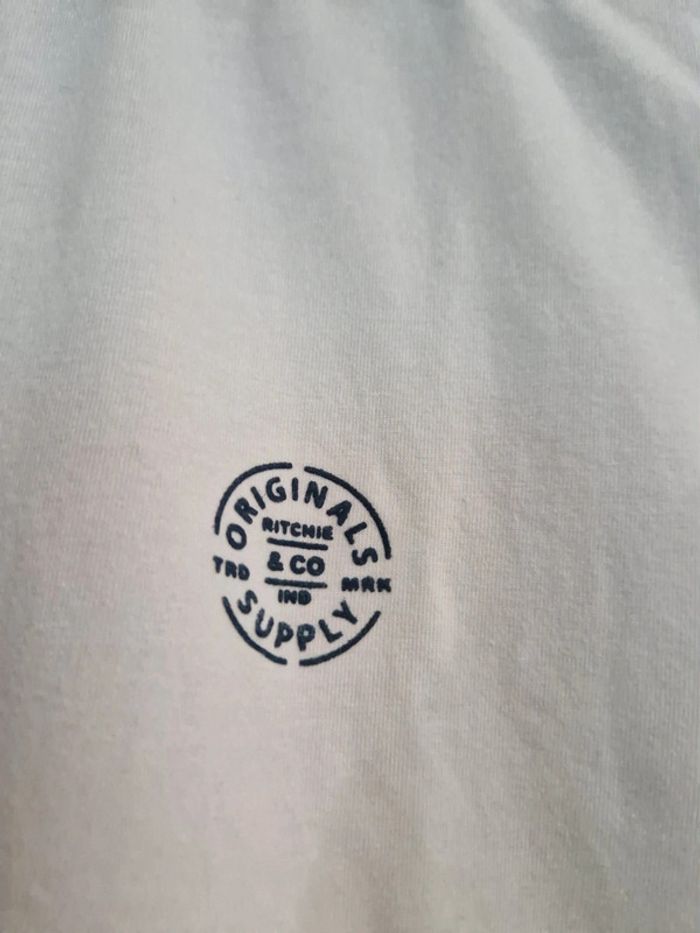 ORIGINALS
RITCHIE
& CO
TRD MRK
IND
SUPPLY